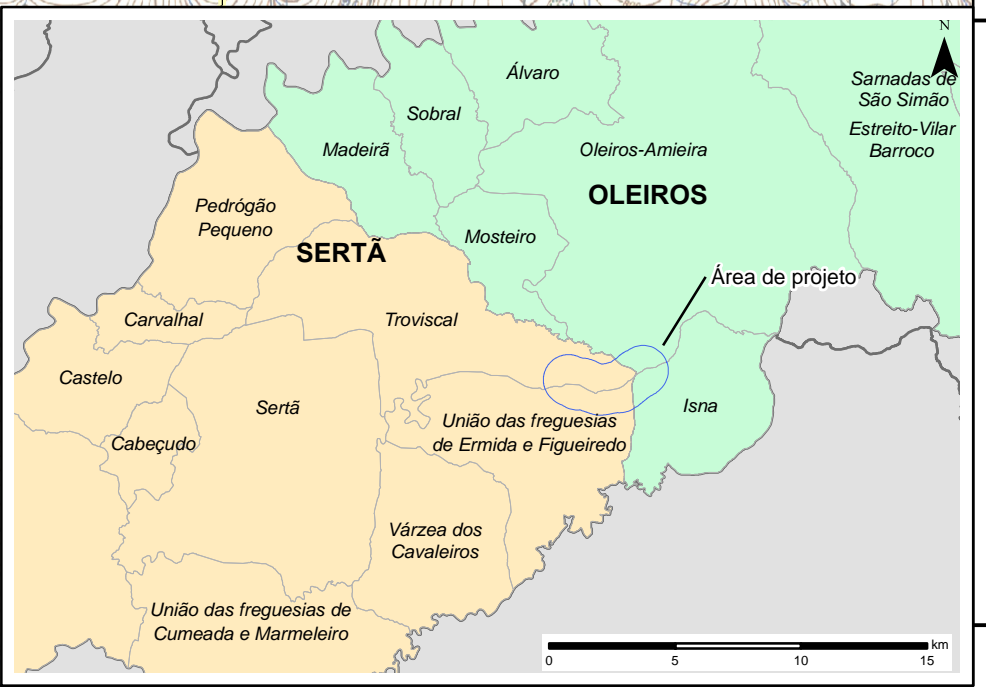 N
Álvaro
Sarnadas de
São Simão
Sobral
Estreito-Vilar
Barroco
Madeirã
Oleiros-Amieira
OLEIROS
Pedrógão
Pequeno
Mosteiro
SERTÃ
Área de projeto
Carvalhal
Troviscal
Castelo
Sertã
Isna
União das freguesias
de Ermida e Figueiredo
Cabeçudo
Várzea dos
Cavaleiros
União das freguesias de
Cumeada e Marmeleiro
km
0 5 10 15